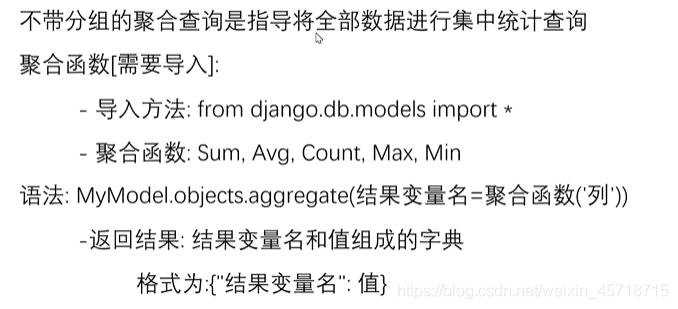 不带分组的聚合查询是指导将全部数据进行集中统计查询
聚合函数[需要导入]:
- 导入方法: from django.db.models import *
- 聚合函数: Sum, Avg, Count, Max, Min
语法: MyModel.objects.aggregate(结果变量名=聚合函数('列'))
-返回结果: 结果变量名和值组成的字典
格式为:{"结果变量名": 值}
https://blog.csdn.net/weixin_45718715